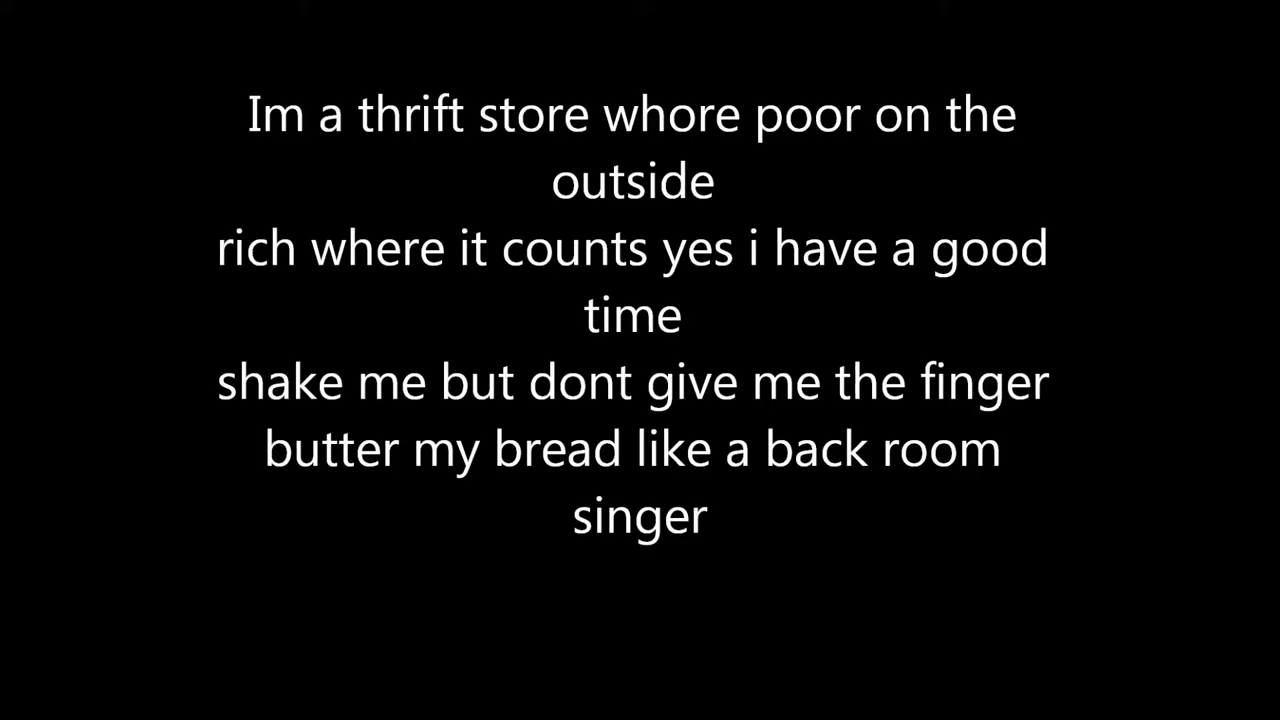 Im a thrift store whore poor on the
outside
rich where it counts yes i have a good
time
shake me but dont give me the finger
butter my bread like a back room
singer